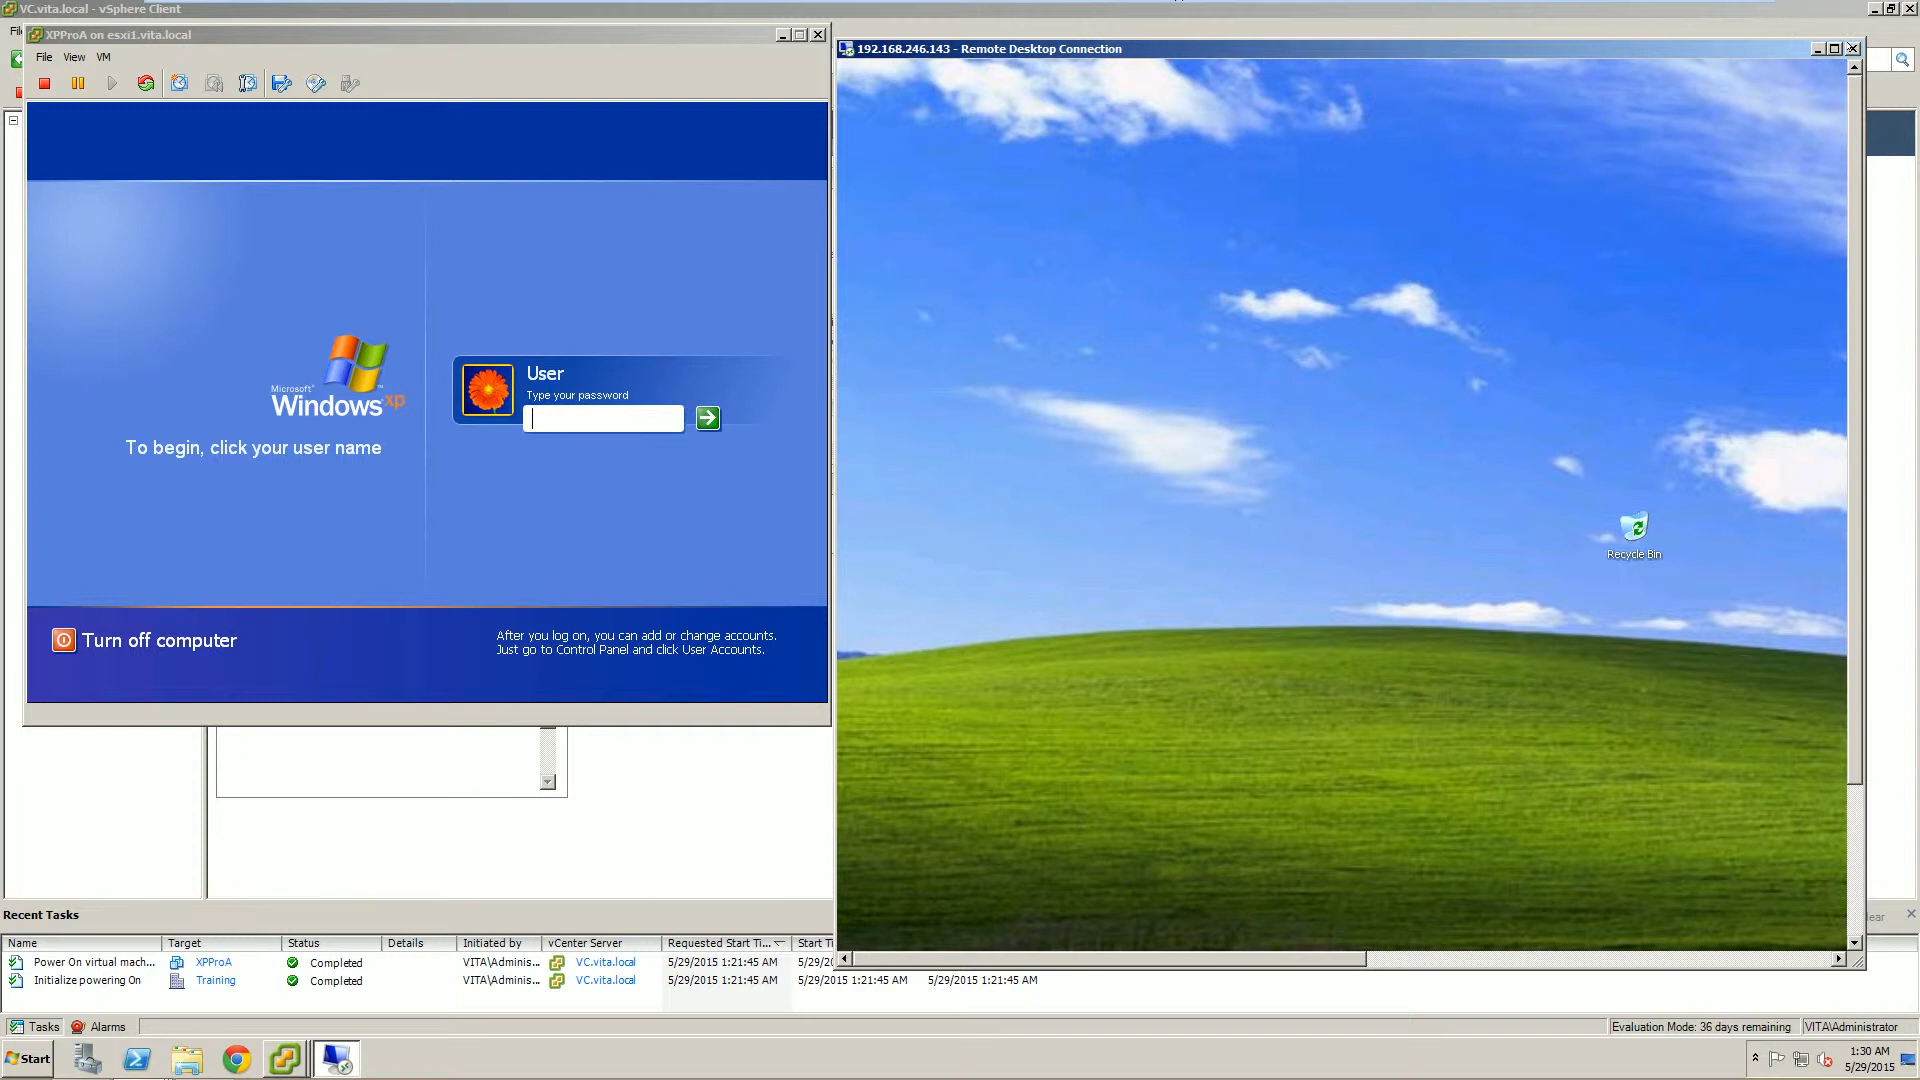 VC.vita.local - vSphere Client
XPProA on esxi1.vita.local
File View VM
Microsoft®
Windows xp
To begin, click your user name
User
Type your password
Turn off computer
After you log on, you can add or change accounts.
Just go to Control Panel and click User Accounts.
192.168.246.143 - Remote Desktop Connection
Recycle Bin
Recent Tasks
Name Target Status Details Initiated by vCenter Server Requested Start Ti... Start Ti
Power On virtual mach... XPProA Completed VITA\Adminis... VC.vita.local 5/29/2015 1:21:45 AM 5/29/20
Initialize powering On Training Completed VITA\Adminis... VC.vita.local 5/29/2015 1:21:45 AM 5/29/2015 1:21:45 AM 5/29/2015 1:21:45 AM
Tasks Alarms
Evaluation Mode: 36 days remaining VITA\Administrator
Start
1:30 AM
5/29/2015